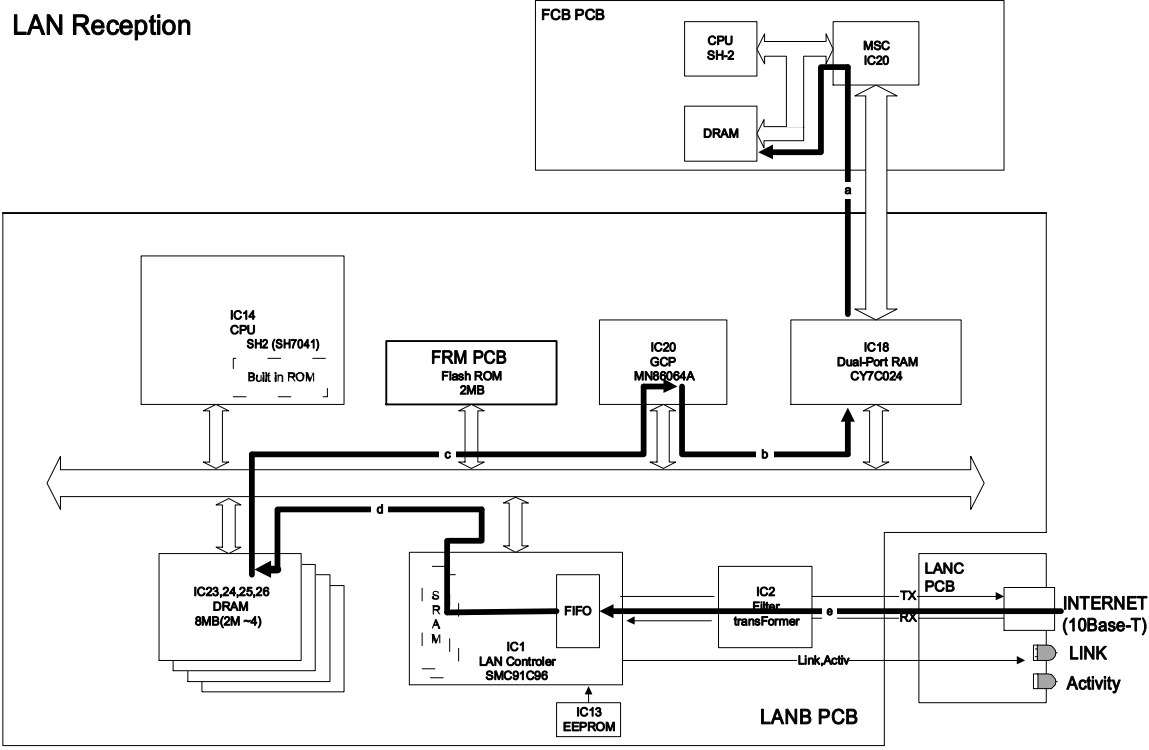 LAN Reception
FCB PCB
CPU
SH-2
MSC
IC20
DRAM
a
IC14
CPU
SH2 (SH7041)
Built in ROM
FRM PCB
Flash ROM
2MB
IC20
GCP
MN86064A
IC18
Dual-Port RAM
CY7C024
c
b
d
IC23,24,25,26
DRAM
8MB(2M ~4)
SRAM
FIFO
IC1
LAN Controler
SMC91C96
IC2
Filter
transFormer
TX
e
RX
LANC
PCB
INTERNET
(10Base-T)
Link,Activ
LINK
Activity
IC13
EEPROM
LANB PCB